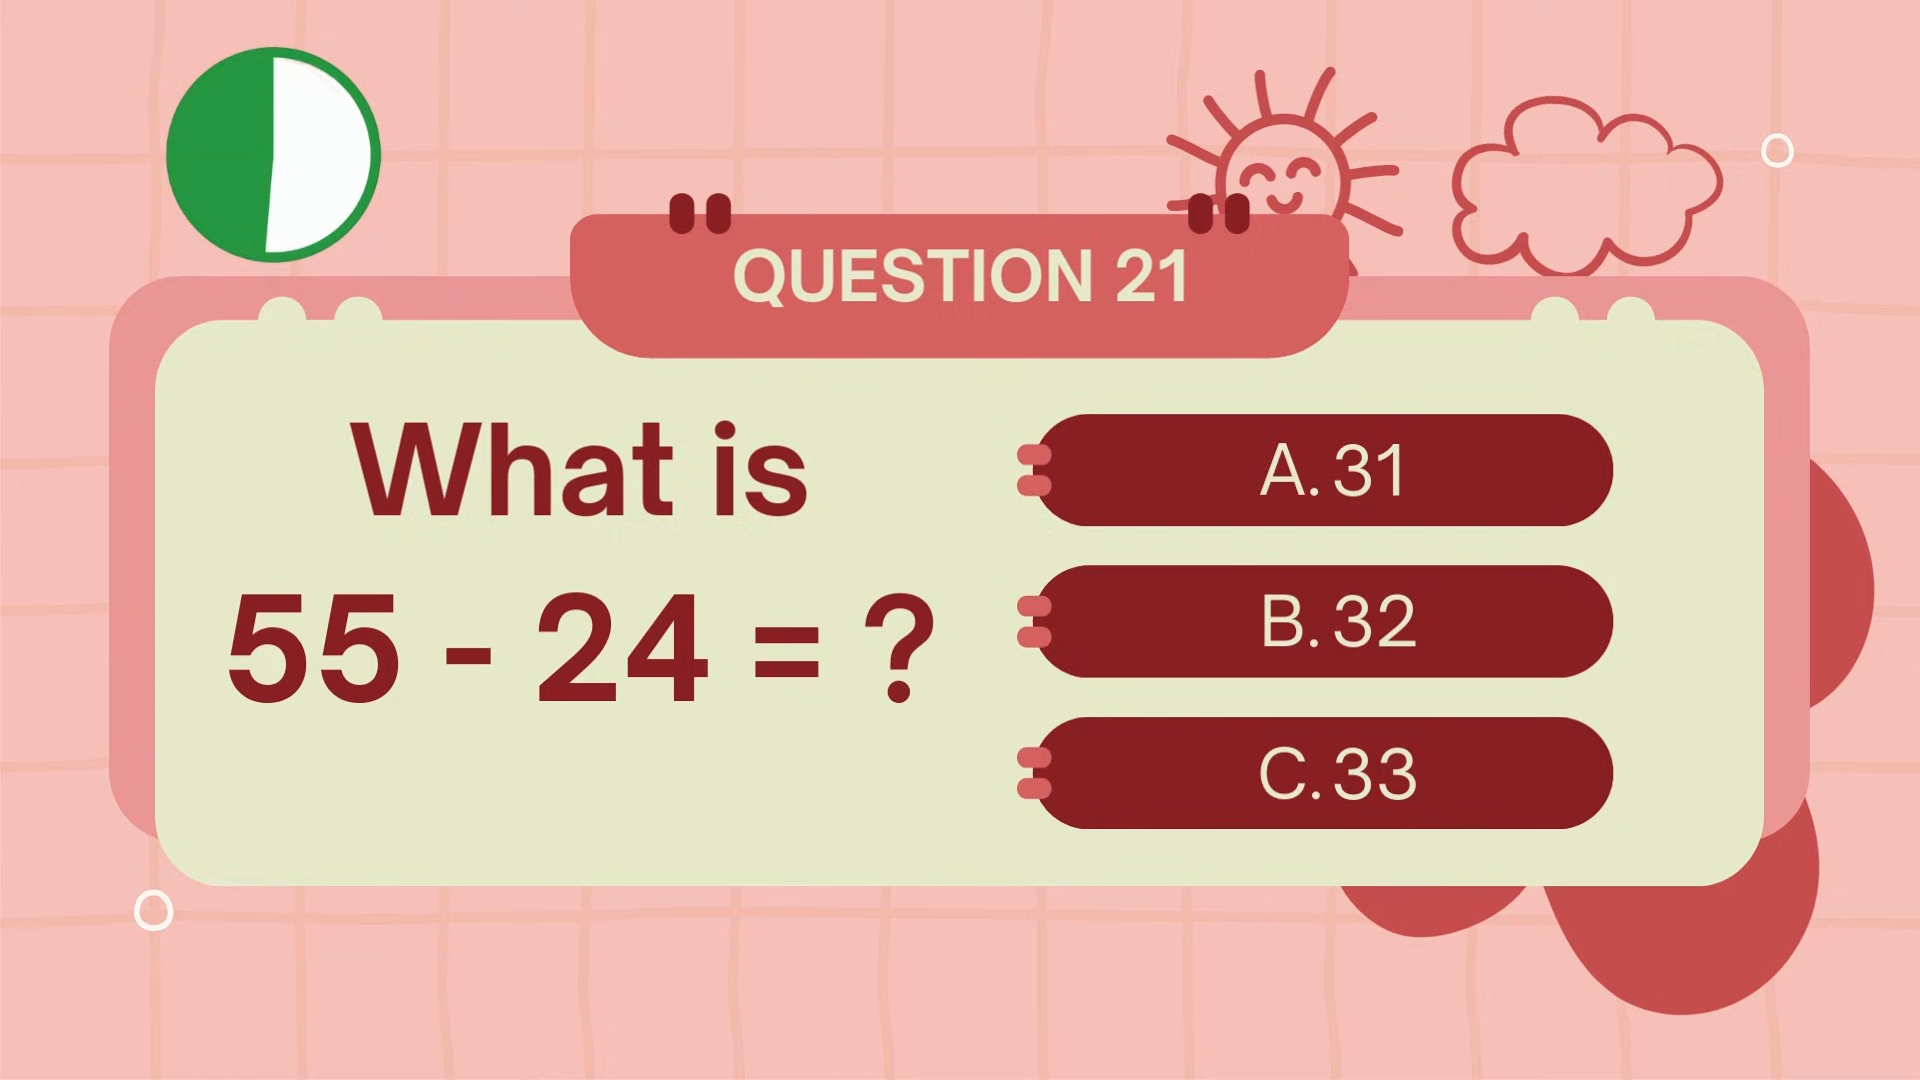 QUESTION 21
What is
55 - 24 = ?
A. 31
B. 32
C. 33